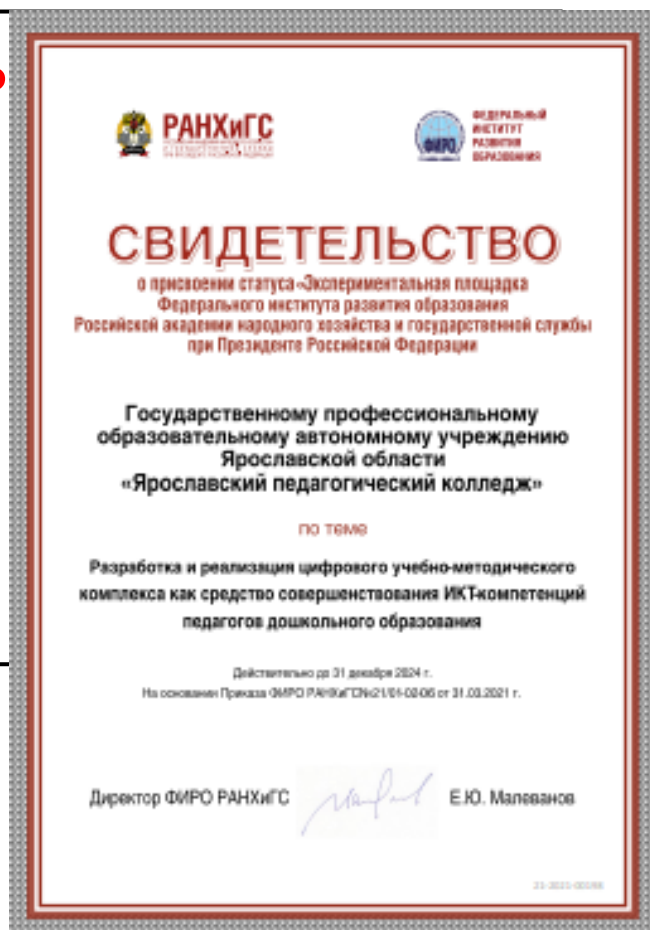 РАНХиГС
ФИРО
ФЕДЕРАЛЬНЫЙ
ИНСТИТУТ
РАЗВИТИЯ
ОБРАЗОВАНИЯ
СВИДЕТЕЛЬСТВО
о присвоении статуса «Экспериментальная площадка
Федерального института развития образования
Российской академии народного хозяйства и государственной службы
при Президенте Российской Федерации
Государственному профессиональному
образовательному автономному учреждению
Ярославской области
«Ярославский педагогический колледж»
по теме
Разработка и реализация цифрового учебно-методического
комплекса как средство совершенствования ИКТ-компетенций
педагогов дошкольного образования
Действительно до 31 декабря 2024 г.
На основании Приказа ФИРО РАНХиГС№21/01-02-06 от 31.03.2021 г.
Директор ФИРО РАНХиГС Е.Ю. Малеванов